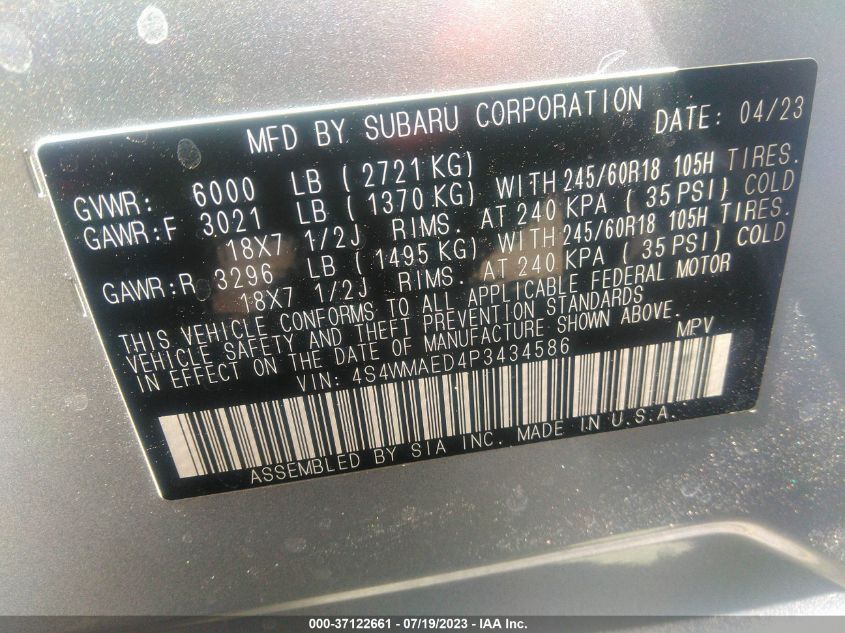 MFD BY SUBARU CORPORATION DATE: 04/23
GVWR: 6000 LB ( 2721 KG)
GAWR:F 3021 LB ( 1370 KG) WITH 245/60R18 105H TIRES.
18X7 1/2J RIMS. AT 240 KPA ( 35 PSI) COLD
GAWR:R 3296 LB ( 1495 KG) WITH 245/60R18 105H TIRES.
18X7 1/2J RIMS. AT 240 KPA ( 35 PSI) COLD
THIS VEHICLE CONFORMS TO ALL APPLICABLE FEDERAL MOTOR
VEHICLE SAFETY AND THEFT PREVENTION STANDARDS
IN EFFECT ON THE DATE OF MANUFACTURE SHOWN ABOVE.
VIN: 4S4WMAED4P3434586 MPV
ASSEMBLED BY SIA INC. MADE IN U.S.A.
000-37122661 - 07/19/2023 - IAA Inc.